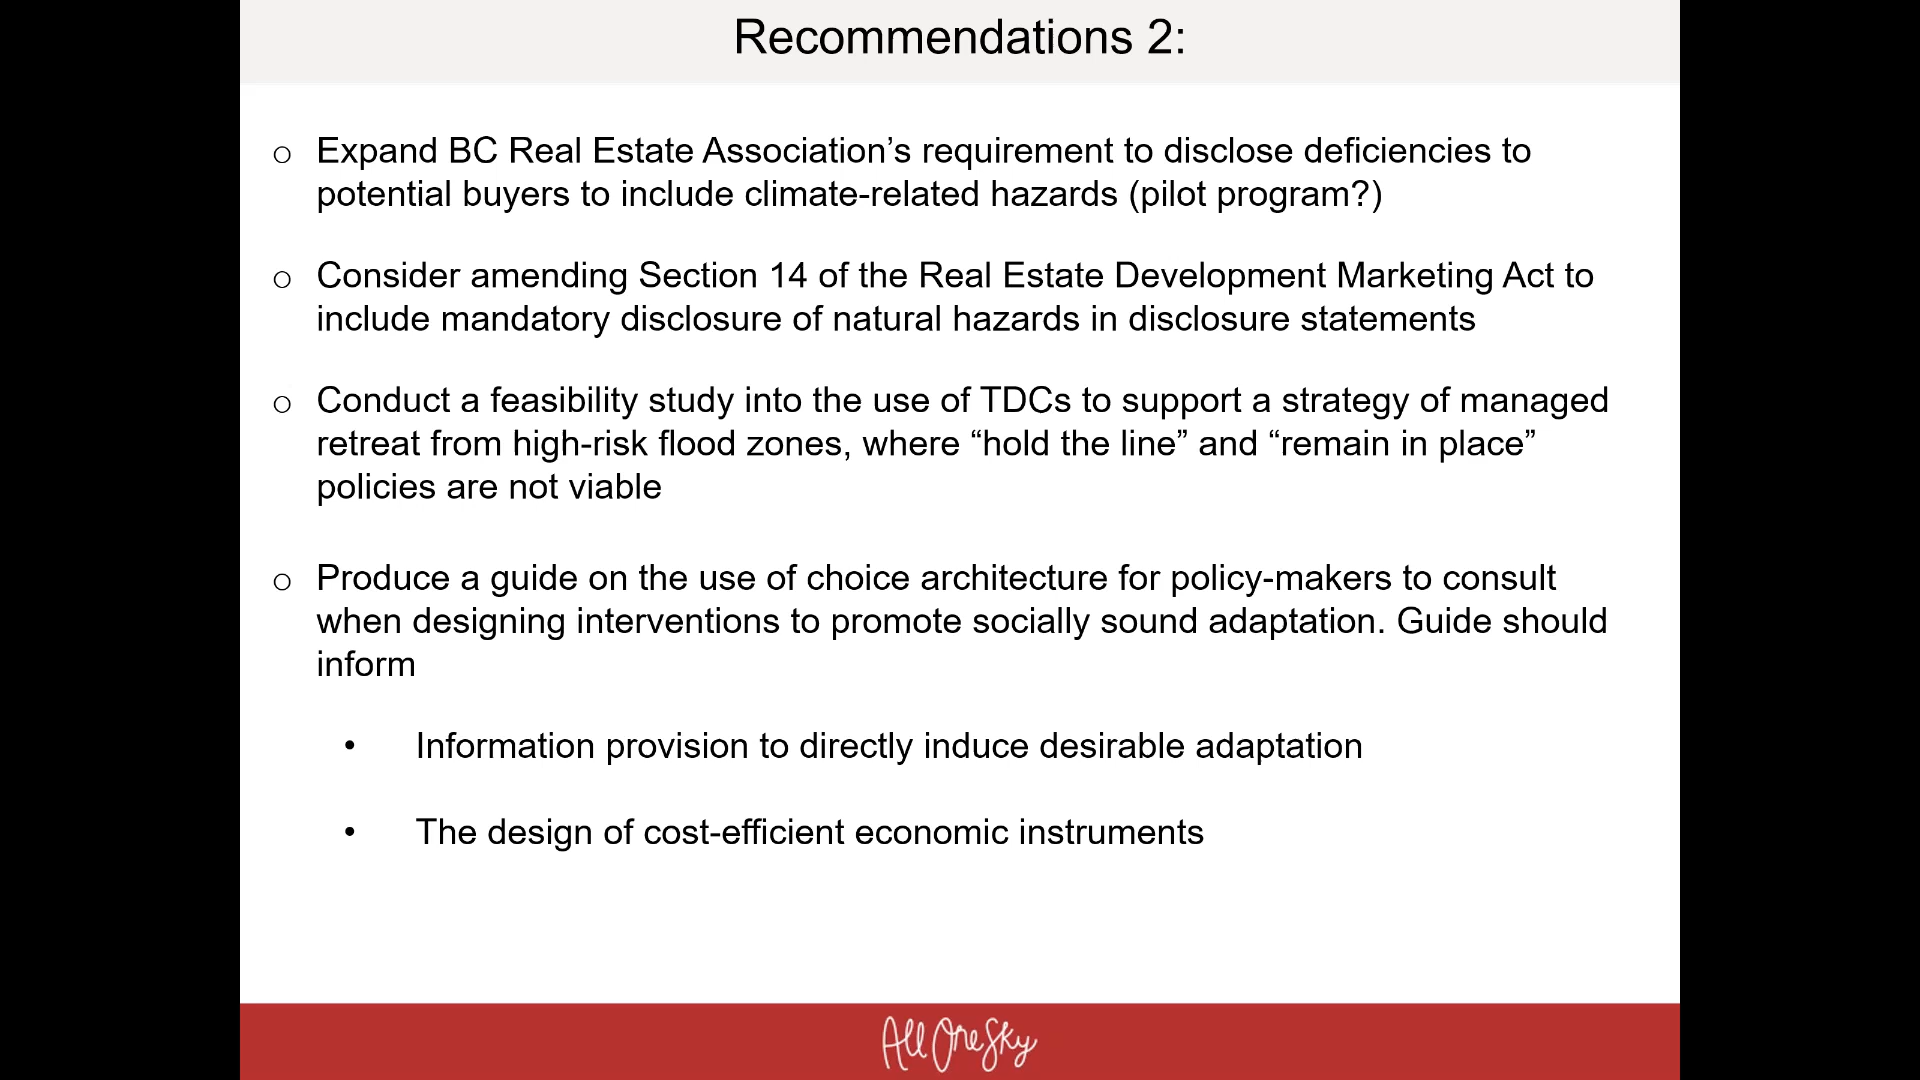 Recommendations 2:
o Expand BC Real Estate Association’s requirement to disclose deficiencies to
potential buyers to include climate-related hazards (pilot program?)
o Consider amending Section 14 of the Real Estate Development Marketing Act to
include mandatory disclosure of natural hazards in disclosure statements
o Conduct a feasibility study into the use of TDCs to support a strategy of managed
retreat from high-risk flood zones, where “hold the line” and “remain in place”
policies are not viable
o Produce a guide on the use of choice architecture for policy-makers to consult
when designing interventions to promote socially sound adaptation. Guide should
inform
• Information provision to directly induce desirable adaptation
• The design of cost-efficient economic instruments
All One Sky